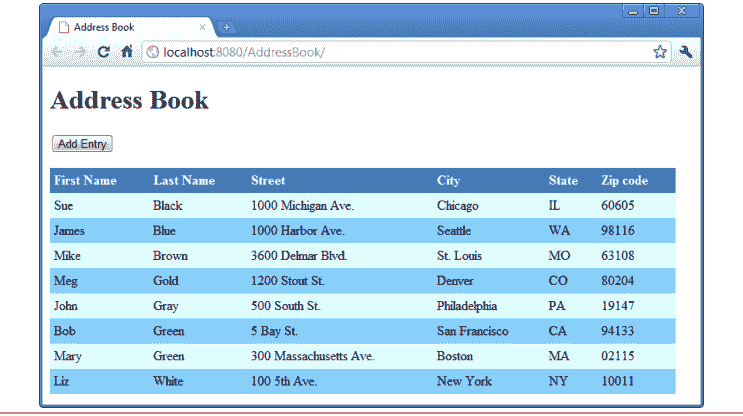 Address Book
localhost:8080/AddressBook/
Address Book
Add Entry
First Name Last Name Street City State Zip code
Sue Black 1000 Michigan Ave. Chicago IL 60605
James Blue 1000 Harbor Ave. Seattle WA 98116
Mike Brown 3600 Delmar Blvd. St. Louis MO 63108
Meg Gold 1200 Stout St. Denver CO 80204
John Gray 500 South St. Philadelphia PA 19147
Bob Green 5 Bay St. San Francisco CA 94133
Mary Green 300 Massachusetts Ave. Boston MA 02115
Liz White 100 5th Ave. New York NY 10011